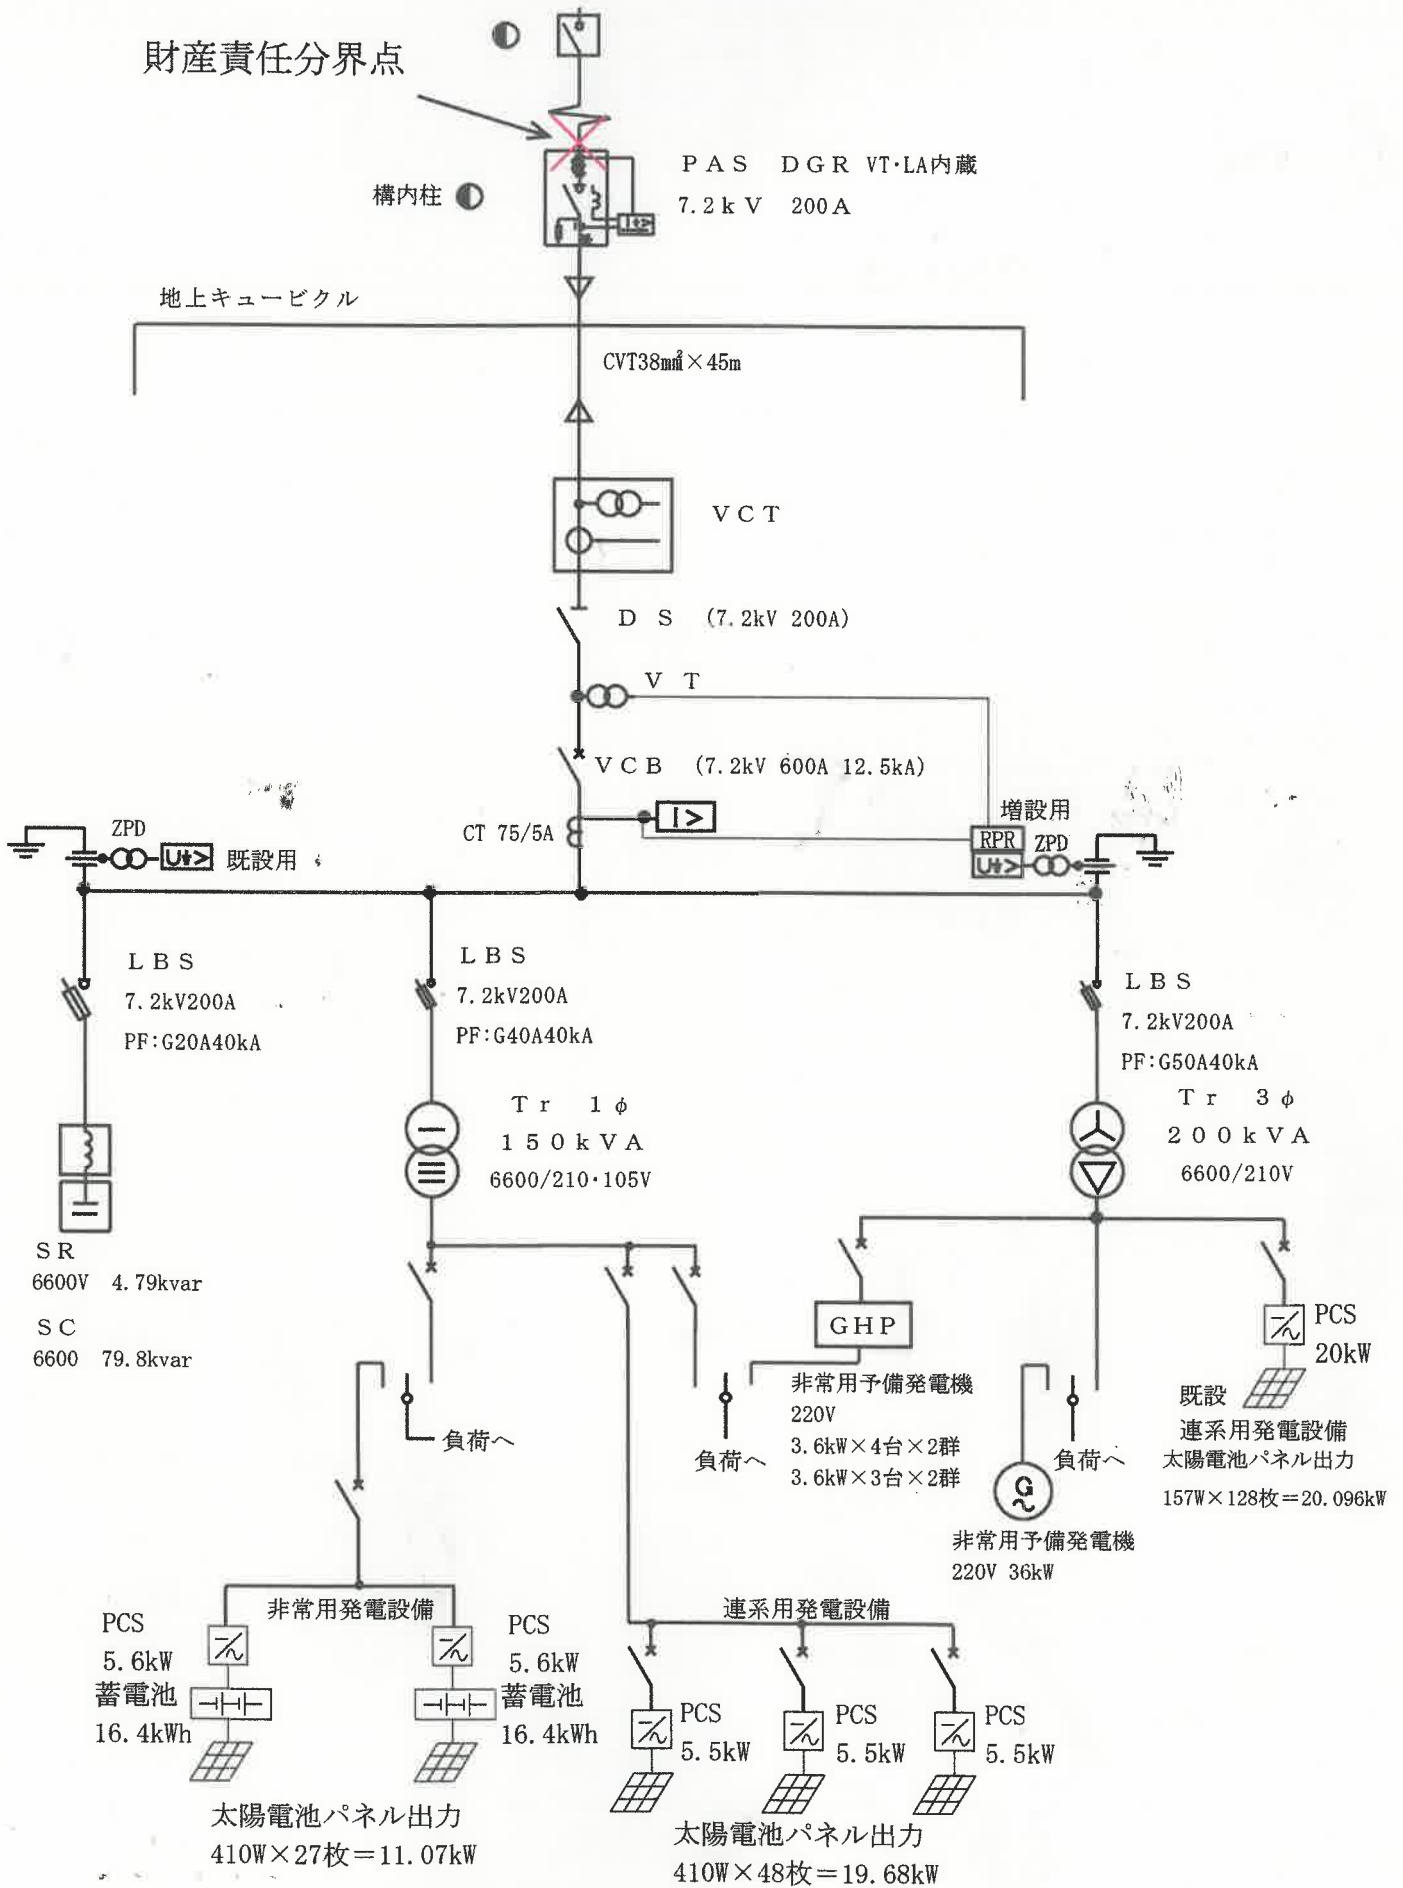 財産責任分界点
PAS DGR VT・LA内蔵
7.2kV 200A
構内柱
I⏚>
地上キュービクル
CVT38㎟×45m
VCT
DS (7.2kV 200A)
VT
VCB (7.2kV 600A 12.5kA)
CT 75/5A
I>
増設用
RPR
ZPD
U⏚>
ZPD
U⏚>
既設用
LBS
7.2kV200A
PF:G20A40kA
LBS
7.2kV200A
PF:G40A40kA
LBS
7.2kV200A
PF:G50A40kA
Tr 1φ
150kVA
6600/210・105V
Tr 3φ
200kVA
6600/210V
SR
6600V 4.79kvar
SC
6600 79.8kvar
GHP
非常用予備発電機
220V
3.6kW×4台×2群
3.6kW×3台×2群
PCS
20kW
既設
連系用発電設備
太陽電池パネル出力
157W×128枚=20.096kW
負荷へ
負荷へ
負荷へ
G
非常用予備発電機
220V 36kW
非常用発電設備
PCS
5.6kW
蓄電池
16.4kWh
PCS
5.6kW
蓄電池
16.4kWh
太陽電池パネル出力
410W×27枚=11.07kW
連系用発電設備
PCS
5.5kW
PCS
5.5kW
PCS
5.5kW
太陽電池パネル出力
410W×48枚=19.68kW